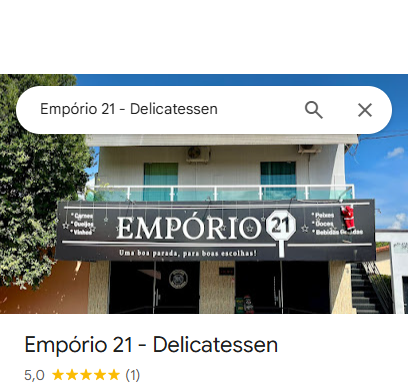 Empório 21 - Delicatessen
* Carnes
* Queijos
* Vinhos
EMPÓRIO 21
* Peixes
* Doces
* Bebidas
Uma boa parada, para boas escolhas!
Empório 21 - Delicatessen
5,0 ★★★★★ (1)